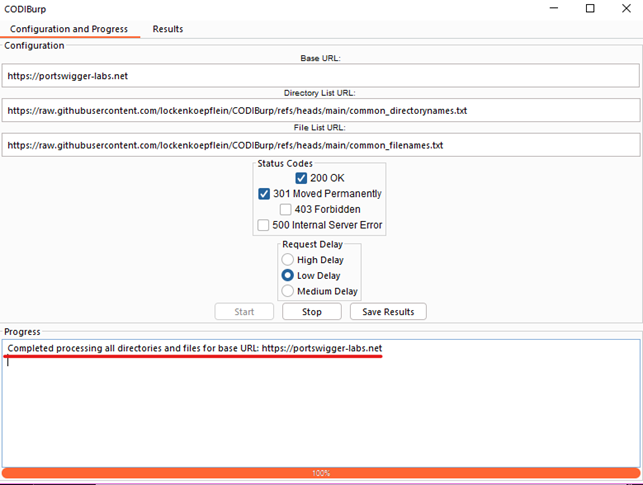 CODIBurp
Configuration and Progress Results
Configuration
Base URL:
https://portswigger-labs.net
Directory List URL:
https://raw.githubusercontent.com/lockenkoepflein/CODIBurp/refs/heads/main/common_directorynames.txt
File List URL:
https://raw.githubusercontent.com/lockenkoepflein/CODIBurp/refs/heads/main/common_filenames.txt
Status Codes
200 OK
301 Moved Permanently
403 Forbidden
500 Internal Server Error
Request Delay
High Delay
Low Delay
Medium Delay
Start Stop Save Results
Progress
Completed processing all directories and files for base URL: https://portswigger-labs.net
100%